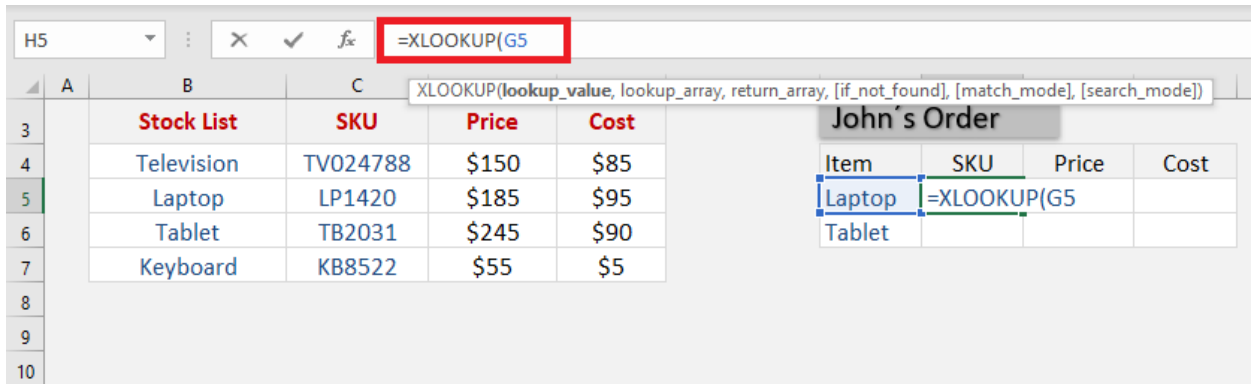 H5 fx =XLOOKUP(G5
A B C
XLOOKUP(lookup_value, lookup_array, return_array, [if_not_found], [match_mode], [search_mode])
3 Stock List SKU Price Cost John´s Order
4 Television TV024788 $150 $85 Item SKU Price Cost
5 Laptop LP1420 $185 $95 Laptop =XLOOKUP(G5
6 Tablet TB2031 $245 $90 Tablet
7 Keyboard KB8522 $55 $5
8
9
10